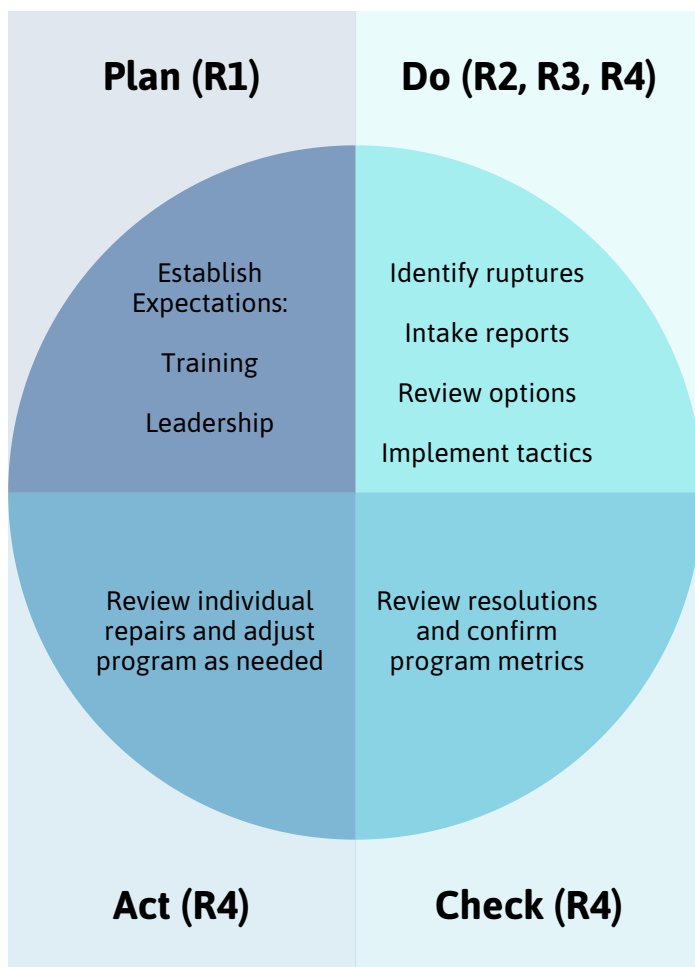 Plan (R1)
Do (R2, R3, R4)
Establish
Expectations:
Training
Leadership
Identify ruptures
Intake reports
Review options
Implement tactics
Review individual
repairs and adjust
program as needed
Review resolutions
and confirm
program metrics
Act (R4)
Check (R4)